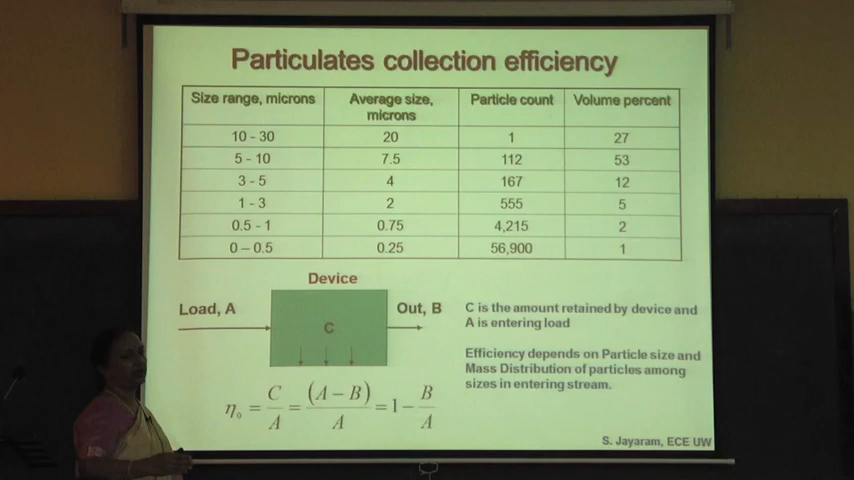 Particulates collection efficiency
Size range, microns Average size, microns Particle count Volume percent
10 - 30 20 1 27
5 - 10 7.5 112 53
3 - 5 4 167 12
1 - 3 2 555 5
0.5 - 1 0.75 4,215 2
0 – 0.5 0.25 56,900 1
Device
Load, A
C
Out, B
C is the amount retained by device and
A is entering load
Efficiency depends on Particle size and
Mass Distribution of particles among
sizes in entering stream.
η₀ = C/A = (A − B)/A = 1 − B/A
S. Jayaram, ECE UW